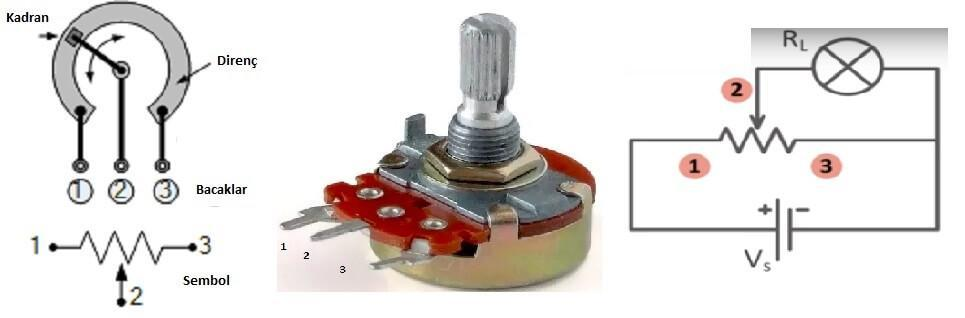 Kadran
Direnç
1 2 3
Bacaklar
1 3
Sembol
2
1
2
3
RL
2
1
3
+ -
Vs